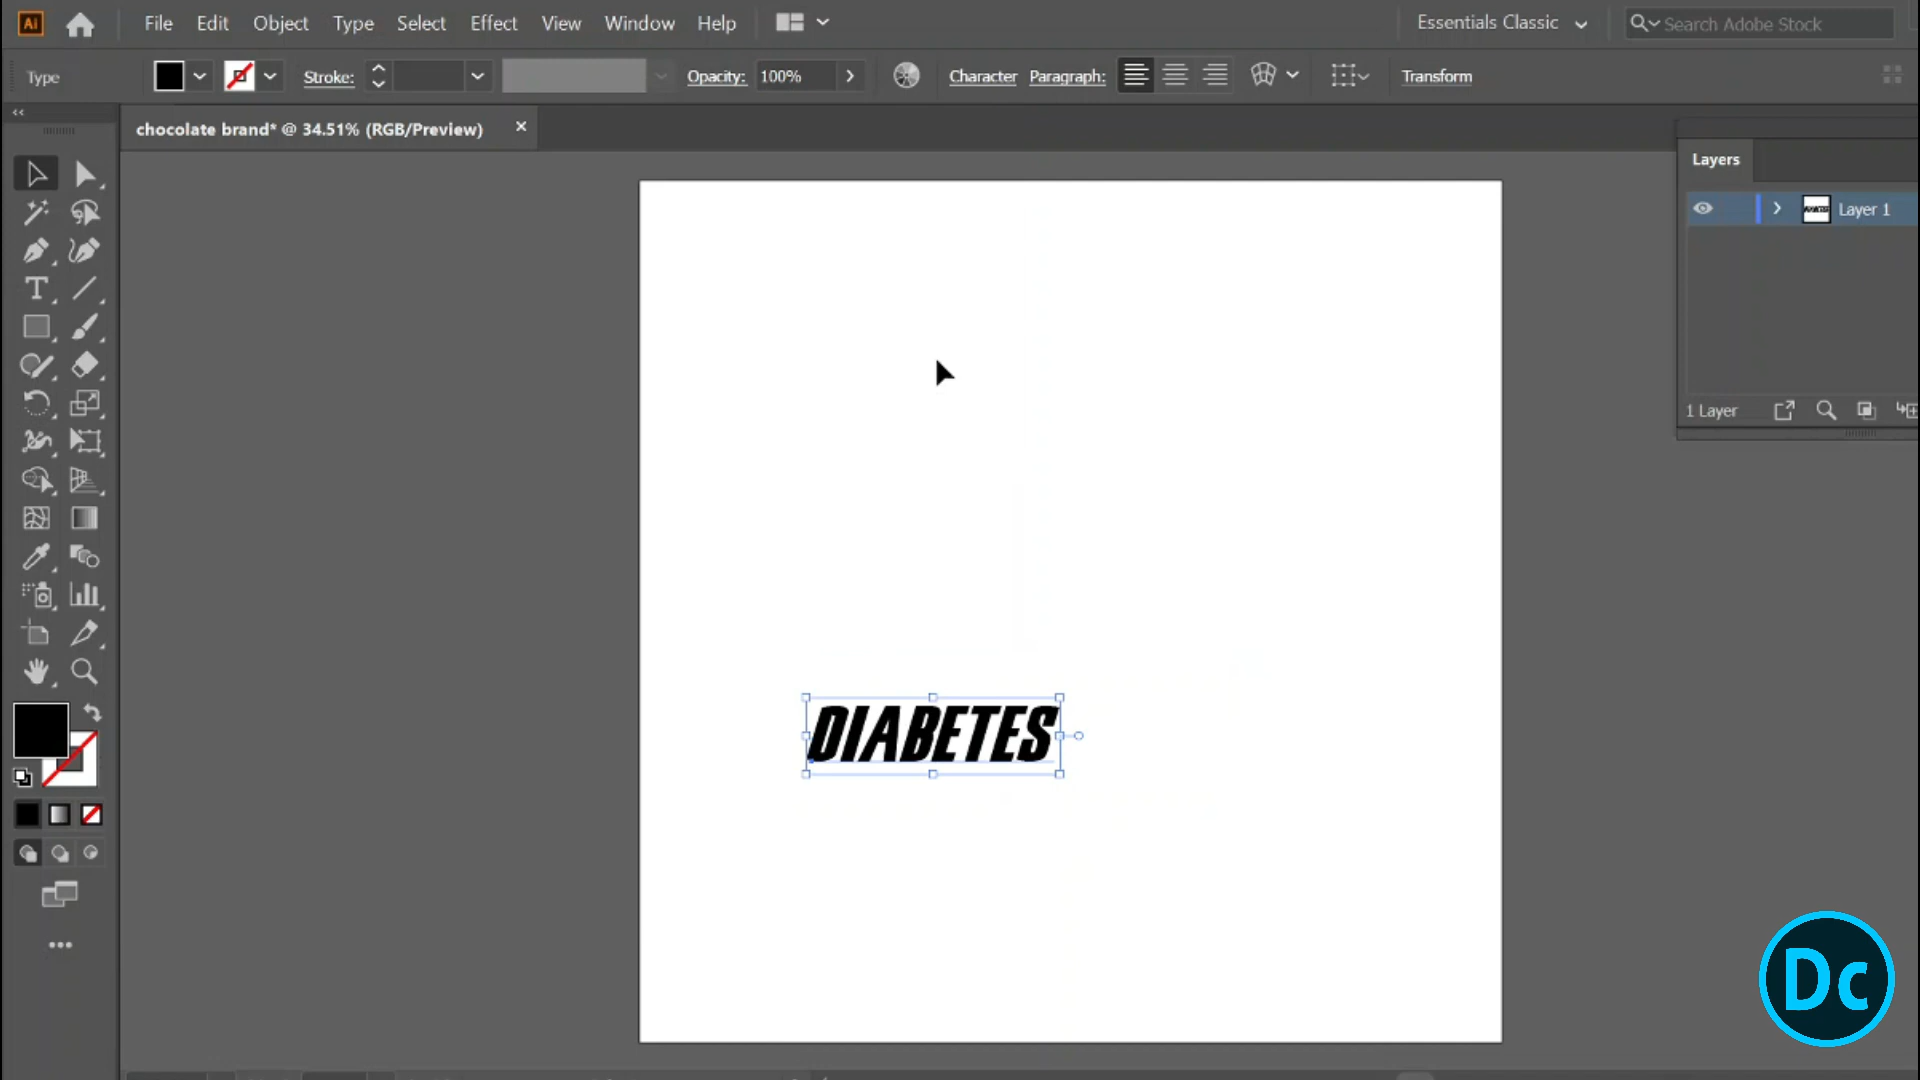 Ai File Edit Object Type Select Effect View Window Help Essentials Classic Search Adobe Stock
Type Stroke: Opacity: 100% Character Paragraph: Transform
chocolate brand* @ 34.51% (RGB/Preview) ×
Layers
Layer 1
1 Layer
DIABETES
Dc